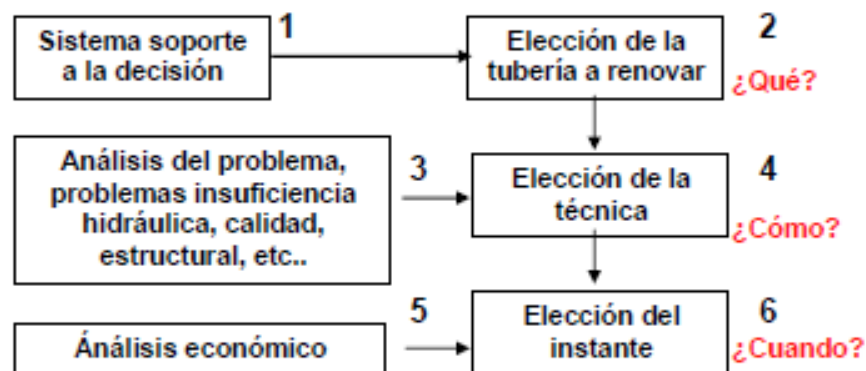 Sistema soporte
a la decisión
1
Elección de la
tubería a renovar
2
¿Qué?
Análisis del problema,
problemas insuficiencia
hidráulica, calidad,
estructural, etc..
3
Elección de la
técnica
4
¿Cómo?
Ánálisis económico
5
Elección del
instante
6
¿Cuando?